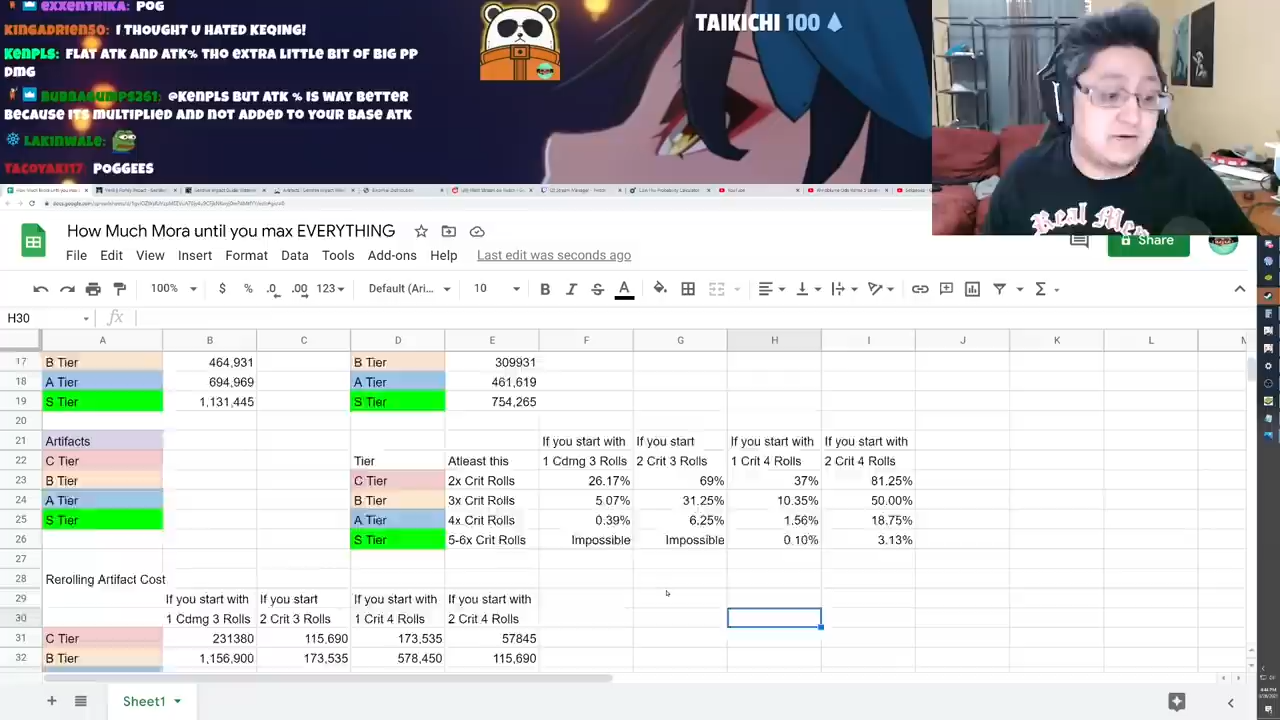 EXXENTRIKA: POG
KINGADRIEN50: I THOUGHT U HATED KEQING!
KENPLS: FLAT ATK AND ATK% THO EXTRA LITTLE BIT OF BIG PP
DMG
BUBBAGUMPS261: @KENPLS BUT ATK % IS WAY BETTER
BECAUSE ITS MULTIPLIED AND NOT ADDED TO YOUR BASE ATK
LAKINWALE:
TACOYAKI17: POGGEES
TAIKICHI 100
How Much Mora until you max EVERYTHING
Share
File Edit View Insert Format Data Tools Add-ons Help Last edit was seconds ago
100% $ % .0 .00 123 Default (Ari... 10 B I S A
H30 fx
A B C D E F G H I J K L M
17 B Tier 464,931 B Tier 309931
18 A Tier 694,969 A Tier 461,619
19 S Tier 1,131,445 S Tier 754,265
20
21 Artifacts If you start with If you start If you start with If you start with
22 C Tier Tier Atleast this 1 Cdmg 3 Rolls 2 Crit 3 Rolls 1 Crit 4 Rolls 2 Crit 4 Rolls
23 B Tier C Tier 2x Crit Rolls 26.17% 69% 37% 81.25%
24 A Tier B Tier 3x Crit Rolls 5.07% 31.25% 10.35% 50.00%
25 S Tier A Tier 4x Crit Rolls 0.39% 6.25% 1.56% 18.75%
26 S Tier 5-6x Crit Rolls Impossible Impossible 0.10% 3.13%
27
28 Rerolling Artifact Cost
29 If you start with If you start If you start with If you start with
30 1 Cdmg 3 Rolls 2 Crit 3 Rolls 1 Crit 4 Rolls 2 Crit 4 Rolls
31 C Tier 231380 115,690 173,535 57845
32 B Tier 1,156,900 173,535 578,450 115,690
Sheet1